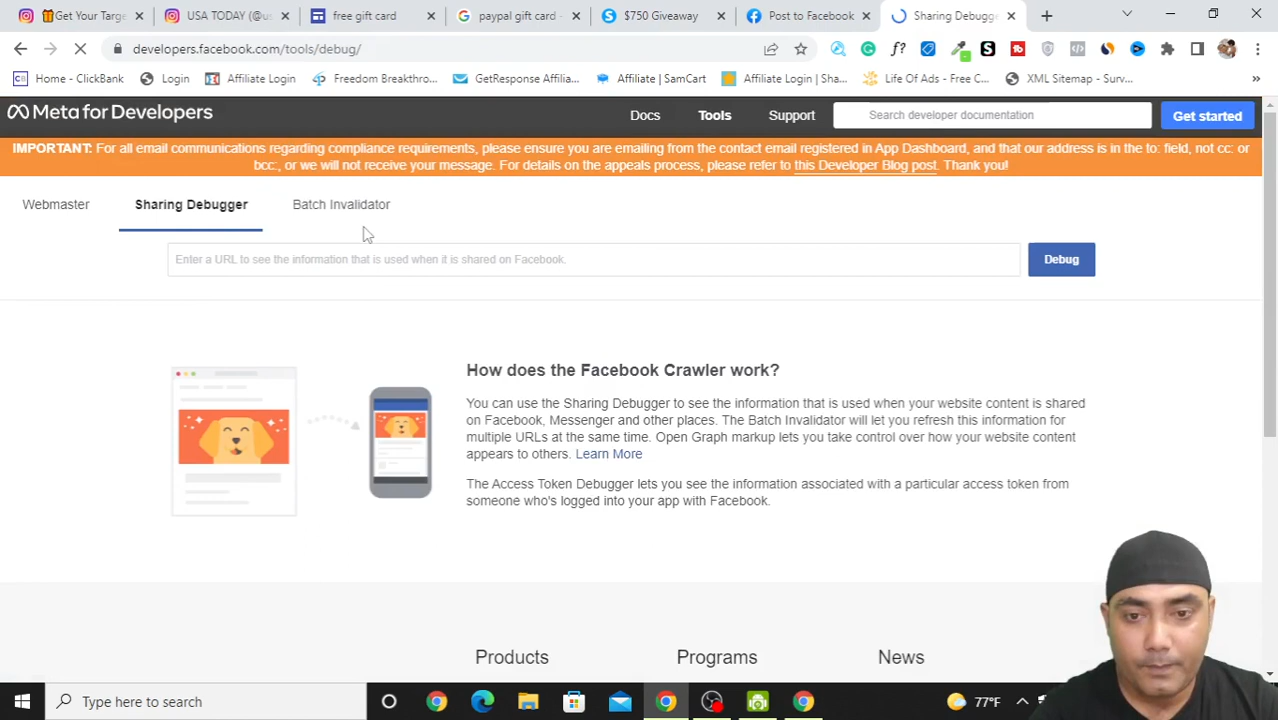 Get Your Targe
USA TODAY (@u
free gift card
paypal gift card -
$750 Giveaway
Post to Facebook
Sharing Debugge
developers.facebook.com/tools/debug/
Home - ClickBank
Login
Affiliate Login
Freedom Breakthro...
GetResponse Affilia...
Affiliate | SamCart
Affiliate Login | Sha...
Life Of Ads - Free C...
XML Sitemap - Surv...
»
Meta for Developers
Docs
Tools
Support
Search developer documentation
Get started
IMPORTANT: For all email communications regarding compliance requirements, please ensure you are emailing from the contact email registered in App Dashboard, and that our address is in the to: field, not cc: or
bcc:, or we will not receive your message. For details on the appeals process, please refer to this Developer Blog post. Thank you!
Webmaster
Sharing Debugger
Batch Invalidator
Enter a URL to see the information that is used when it is shared on Facebook.
Debug
How does the Facebook Crawler work?
You can use the Sharing Debugger to see the information that is used when your website content is shared
on Facebook, Messenger and other places. The Batch Invalidator will let you refresh this information for
multiple URLs at the same time. Open Graph markup lets you take control over how your website content
appears to others. Learn More
The Access Token Debugger lets you see the information associated with a particular access token from
someone who's logged into your app with Facebook.
Products
Programs
News
Type here to search
77°F